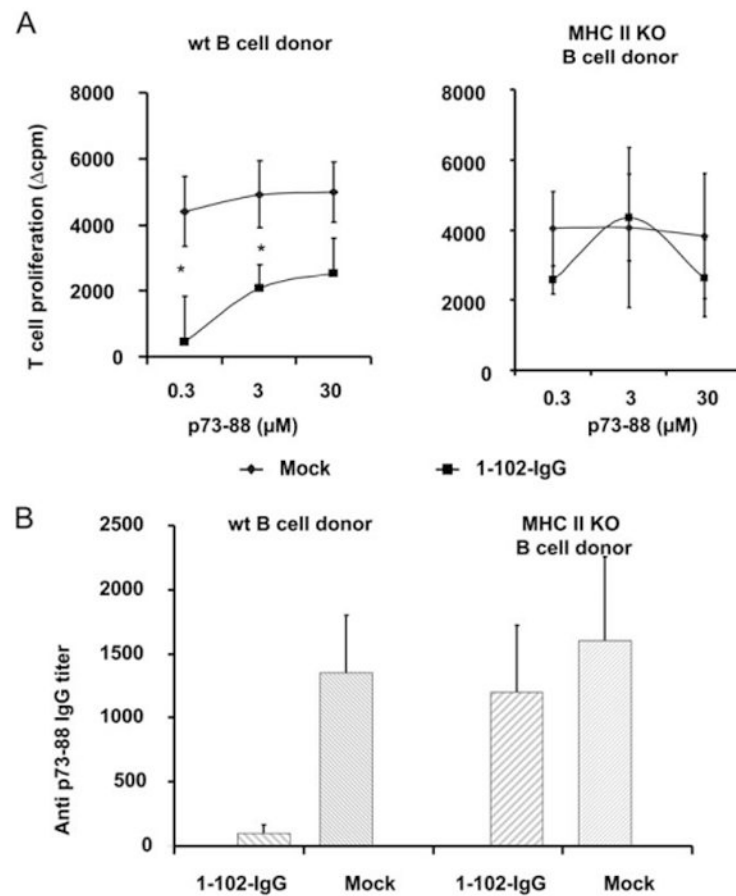 A
wt B cell donor
MHC II KO
B cell donor
T cell proliferation (Δcpm)
8000
6000
4000
2000
0
*
*
0.3 3 30
p73-88 (µM)
8000
6000
4000
2000
0
0.3 3 30
p73-88 (µM)
Mock
1-102-IgG
B
wt B cell donor
MHC II KO
B cell donor
Anti p73-88 IgG titer
2500
2000
1500
1000
500
0
1-102-IgG Mock 1-102-IgG Mock